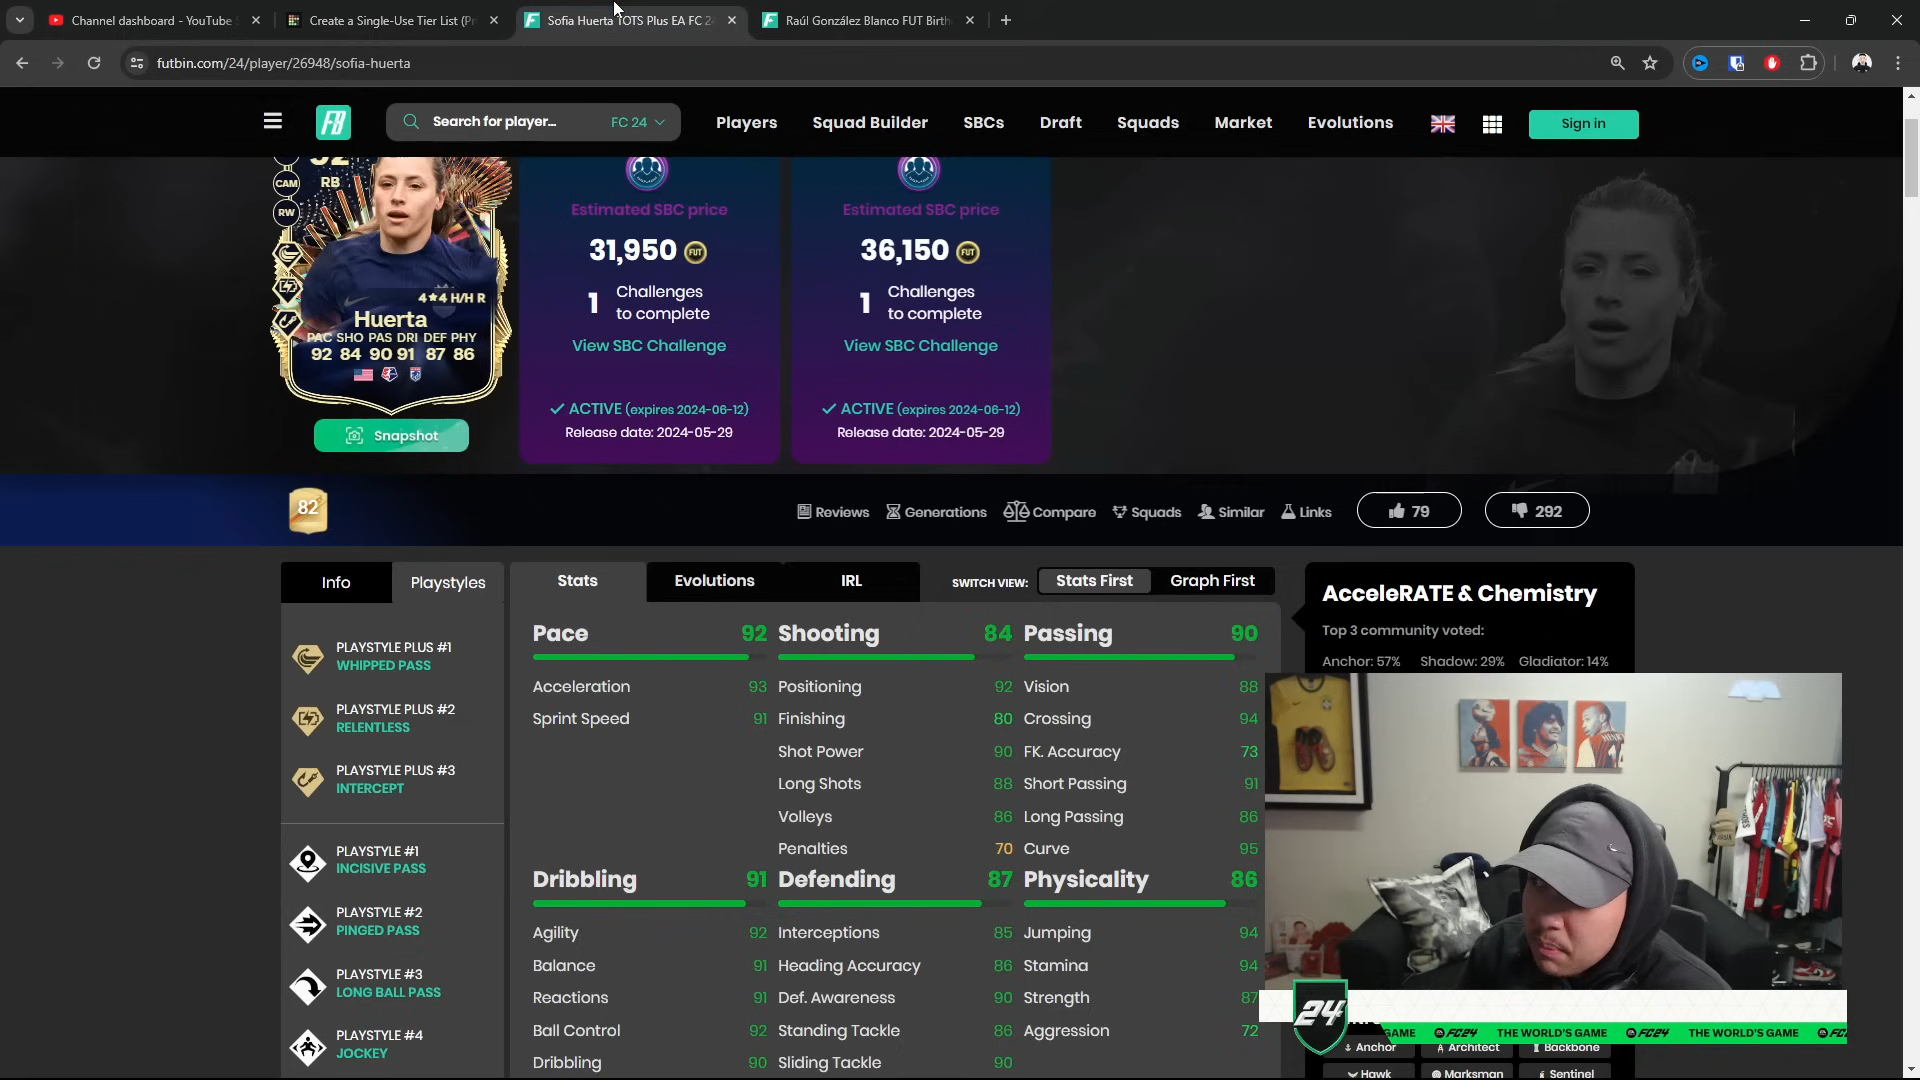 Channel dashboard - YouTube
Create a Single-Use Tier List (Pr
Sofia Huerta TOTS Plus EA FC 2
Raúl González Blanco FUT Birth
futbin.com/24/player/26948/sofia-huerta
Search for player...
FC 24
Players
Squad Builder
SBCs
Draft
Squads
Market
Evolutions
Sign in
CAM
RB
RW
4★4 H/H R
Huerta
PAC SHO PAS DRI DEF PHY
92 84 90 91 87 86
Snapshot
Estimated SBC price
31,950 FUT
1 Challenges
to complete
View SBC Challenge
ACTIVE (expires 2024-06-12)
Release date: 2024-05-29
Estimated SBC price
36,150 FUT
1 Challenges
to complete
View SBC Challenge
ACTIVE (expires 2024-06-12)
Release date: 2024-05-29
82
Reviews
Generations
Compare
Squads
Similar
Links
79
292
Info
Playstyles
PLAYSTYLE PLUS #1
WHIPPED PASS
PLAYSTYLE PLUS #2
RELENTLESS
PLAYSTYLE PLUS #3
INTERCEPT
PLAYSTYLE #1
INCISIVE PASS
PLAYSTYLE #2
PINGED PASS
PLAYSTYLE #3
LONG BALL PASS
PLAYSTYLE #4
JOCKEY
Stats
Evolutions
IRL
SWITCH VIEW:
Stats First
Graph First
Pace 92
Acceleration 93
Sprint Speed 91
Shooting 84
Positioning 92
Finishing 80
Shot Power 90
Long Shots 88
Volleys 86
Penalties 70
Passing 90
Vision 88
Crossing 94
FK. Accuracy 73
Short Passing 91
Long Passing 86
Curve 95
Dribbling 91
Agility 92
Balance 91
Reactions 91
Ball Control 92
Dribbling 90
Defending 87
Interceptions 85
Heading Accuracy 86
Def. Awareness 90
Standing Tackle 86
Sliding Tackle 90
Physicality 86
Jumping 94
Stamina 94
Strength 87
Aggression 72
AcceleRATE & Chemistry
Top 3 community voted:
Anchor: 57% Shadow: 29% Gladiator: 14%
24
GAME FC24 THE WORLD'S GAME FC24 THE WORLD'S GAME
Anchor
Architect
Backbone
Hawk
Marksman
Sentinel